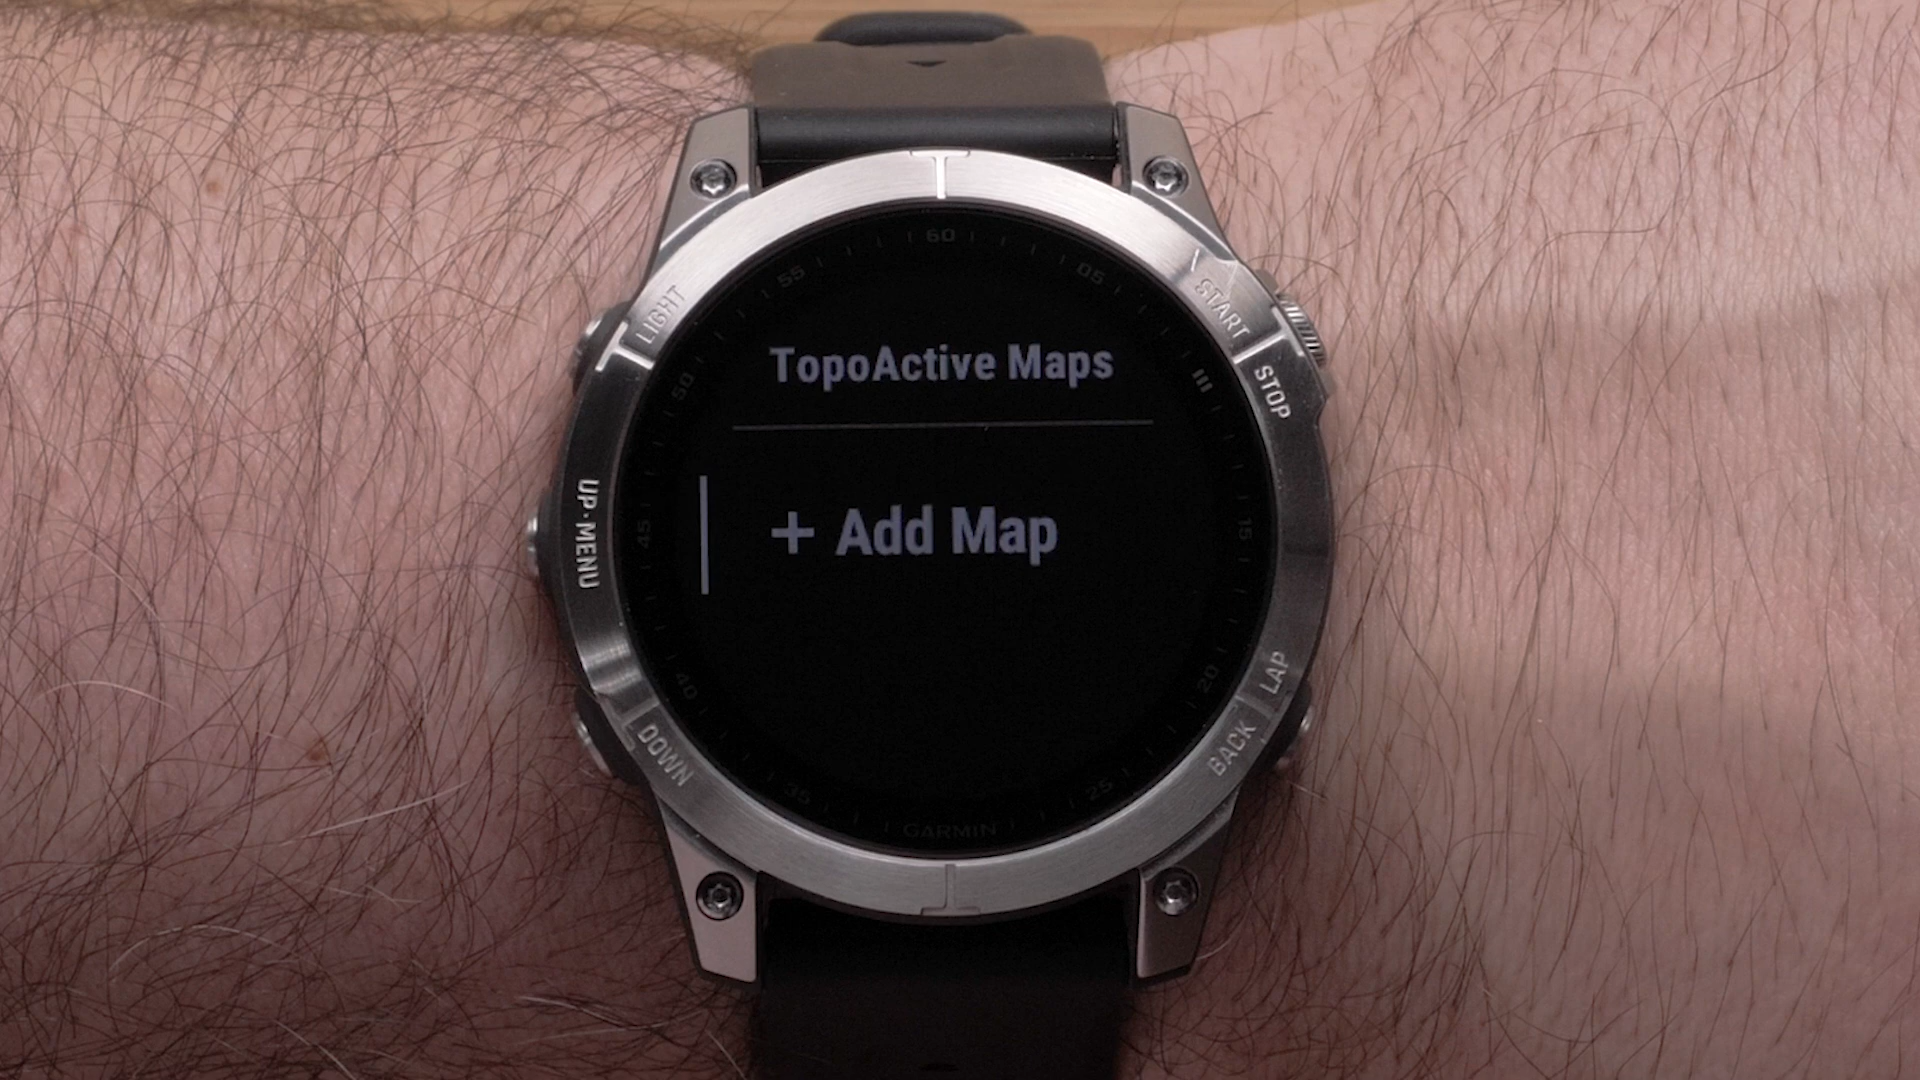 60
55
05
LIGHT
START
TopoActive Maps
50
STOP
+ Add Map
UP·MENU
45
15
40
20
LAP
DOWN
BACK
35
25
GARMIN